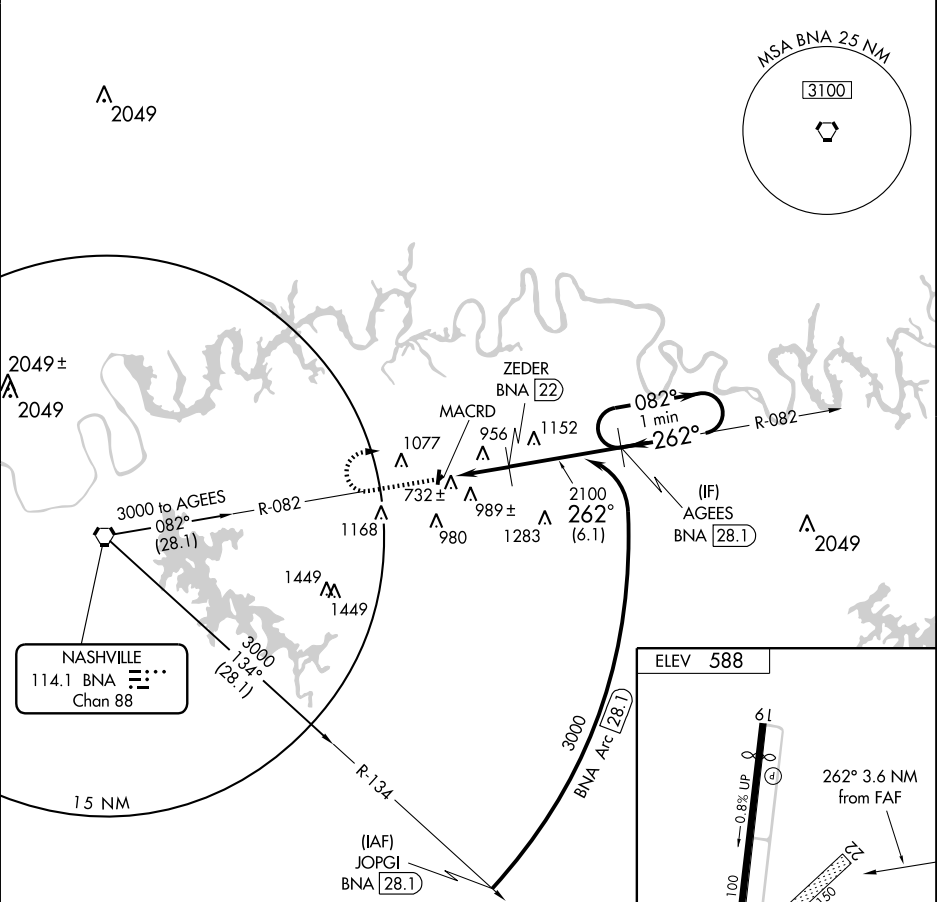 MSA BNA 25 NM
3100
2049
2049 ±
2049
ZEDER
BNA 22
MACRD
082°
1 min
262°
R-082
1077
956
1152
732 ±
989 ±
980
1283
1168
2100
262°
(6.1)
(IF)
AGEES
BNA 28.1
2049
3000 to AGEES
082°
(28.1)
R-082
1449
1449
NASHVILLE
114.1 BNA
Chan 88
3000
134°
(28.1)
R-134
3000
BNA Arc 28.1
15 NM
(IAF)
JOPGI
BNA 28.1
ELEV 588
19
P
0.8% UP
100
262° 3.6 NM
from FAF
22
150